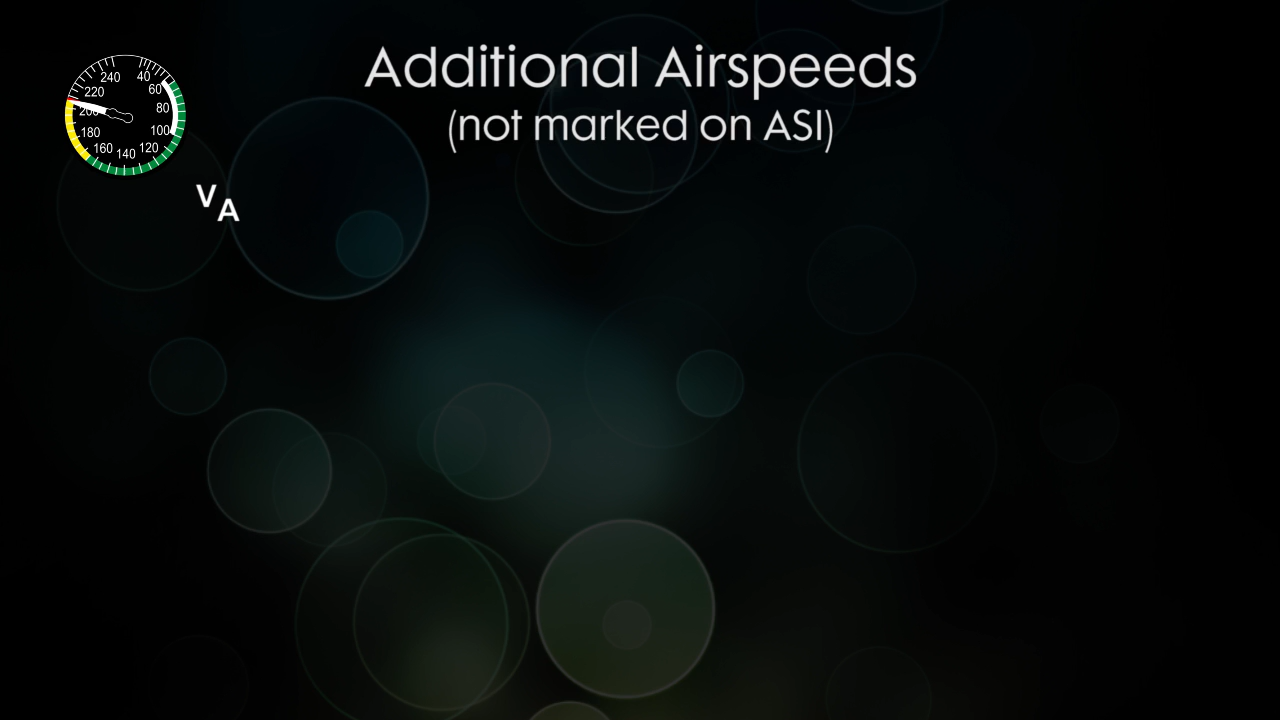 Additional Airspeeds
(not marked on ASI)
240 40
220 60
200 80
180 100
160 140 120
VA